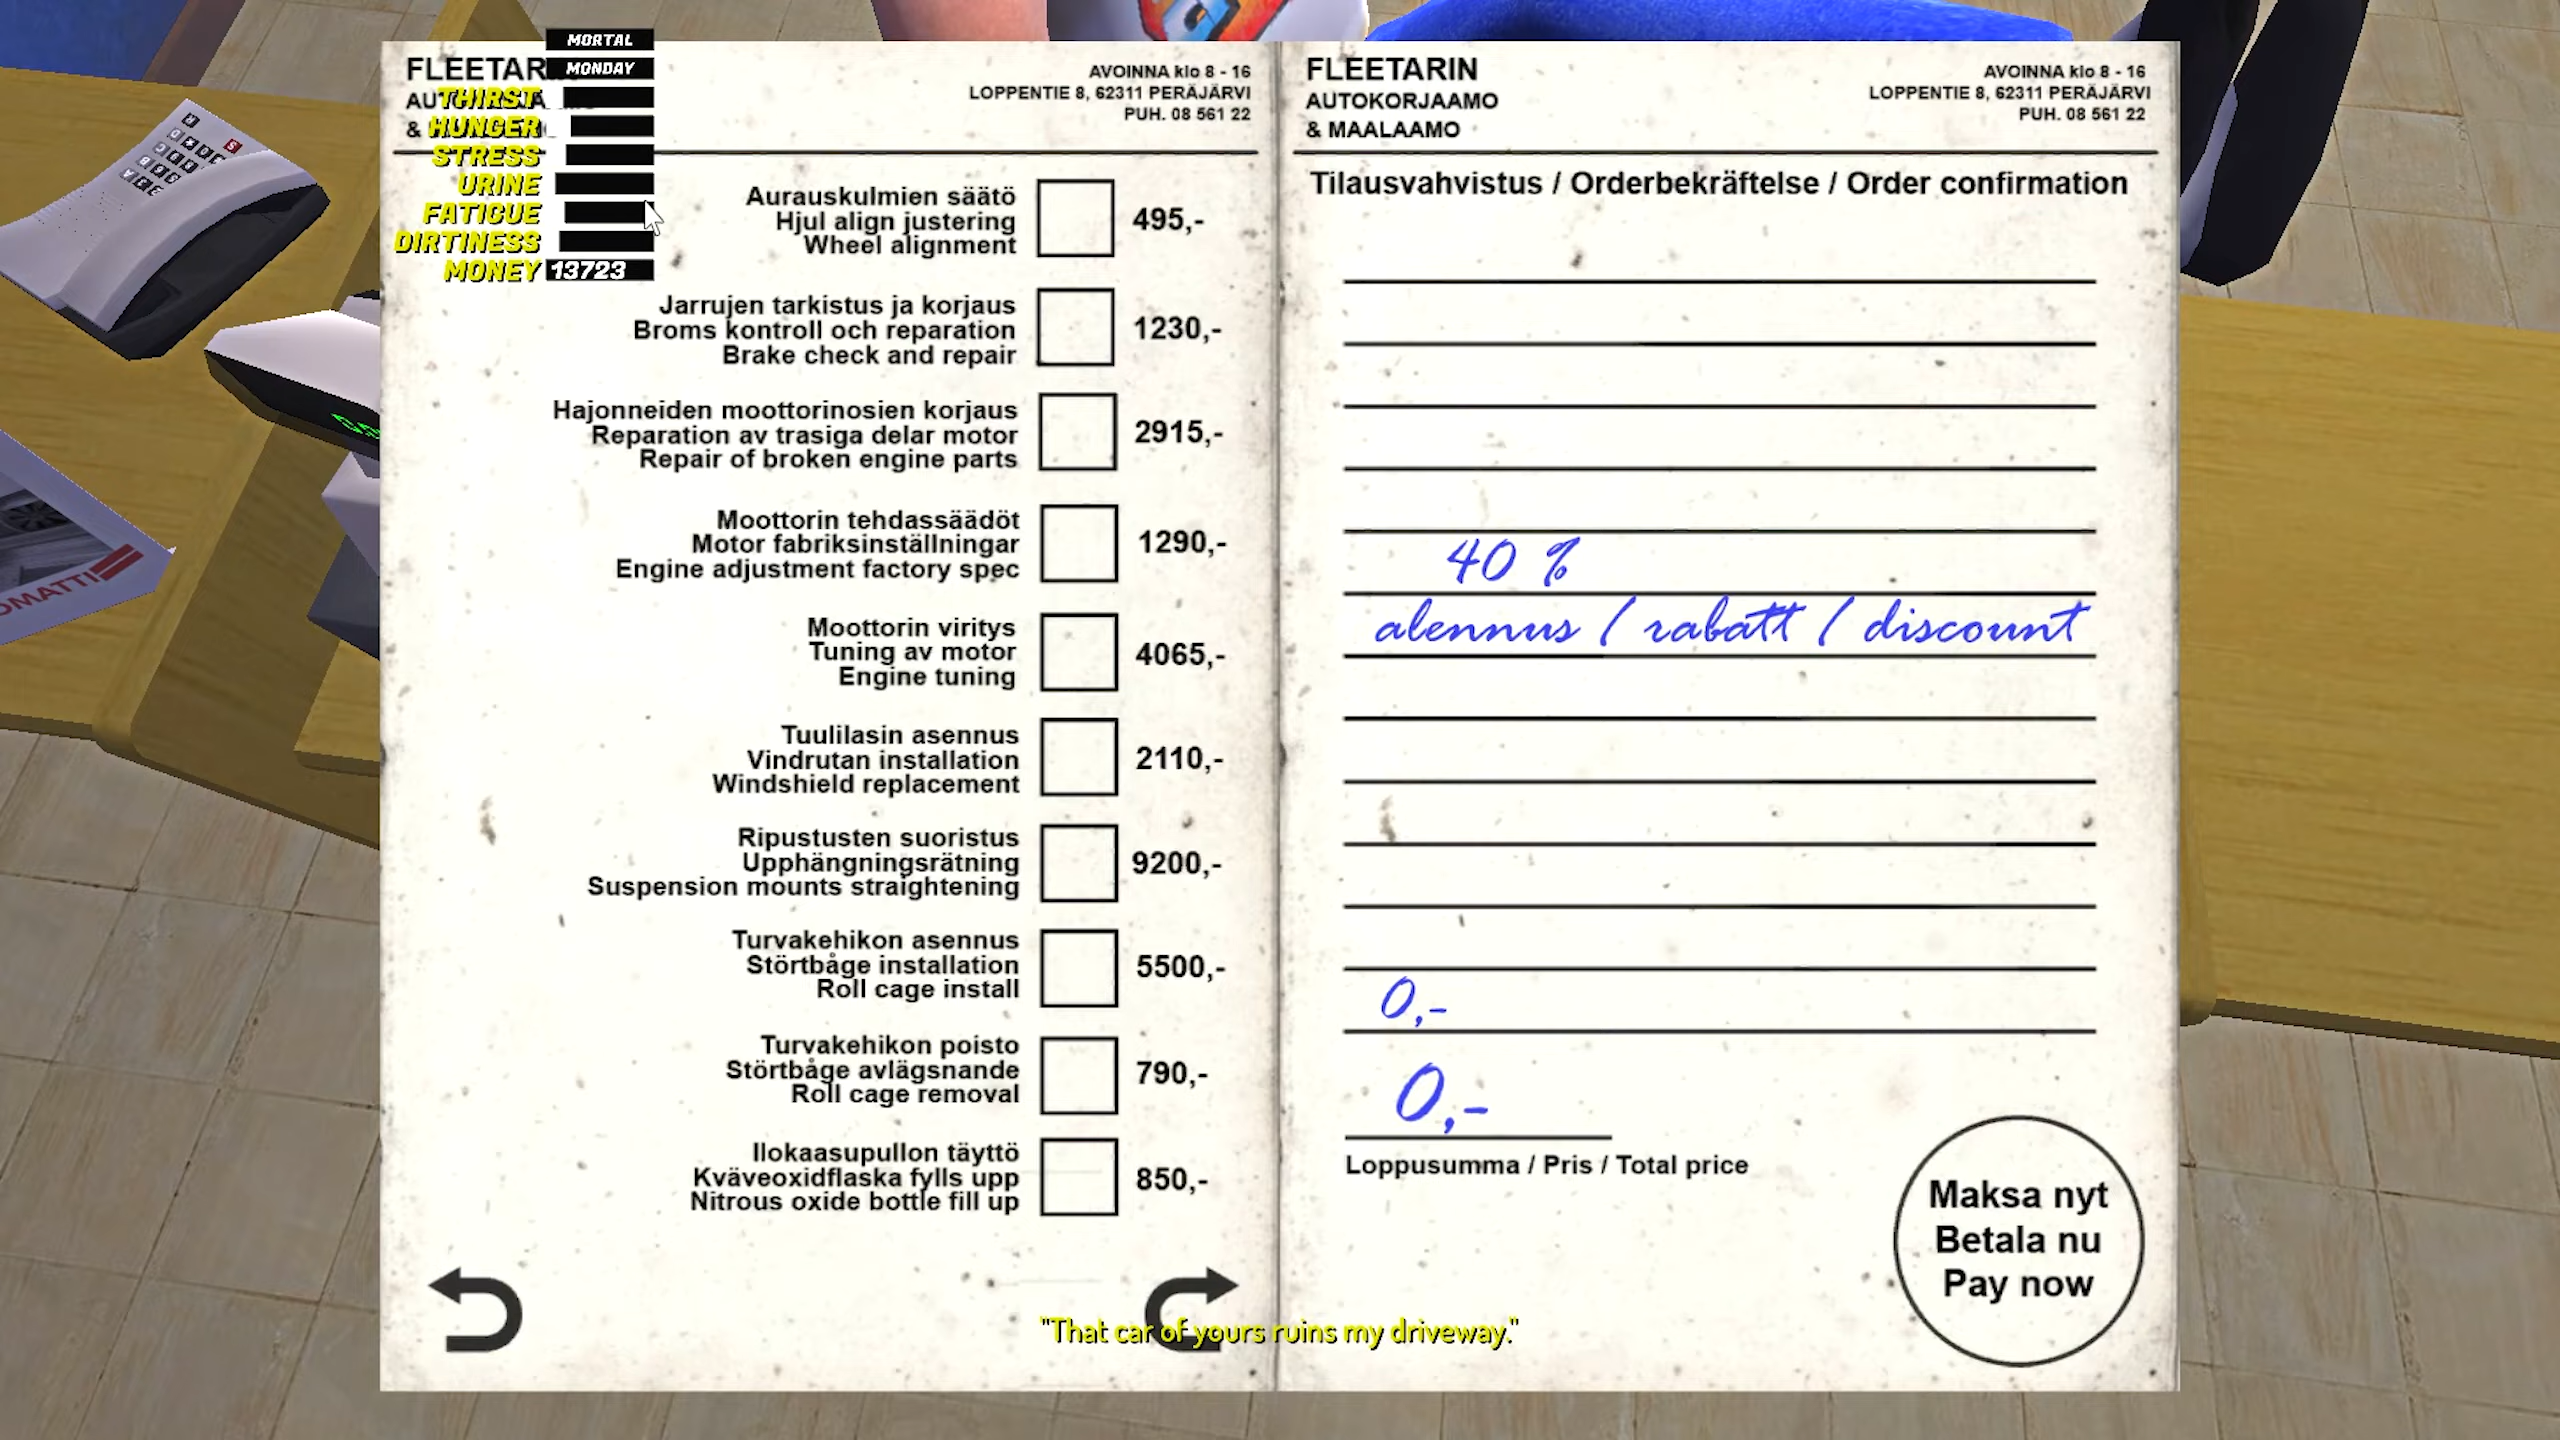 MORTAL
MONDAY
THIRST
HUNGER
STRESS
URINE
FATIGUE
DIRTINESS
MONEY 13723
AVOINNA klo 8 - 16
LOPPENTIE 8, 62311 PERÄJÄRVI
PUH. 08 561 22
Aurauskulmien säätö
Hjul align justering
Wheel alignment
495,-
Jarrujen tarkistus ja korjaus
Broms kontroll och reparation
Brake check and repair
1230,-
Hajonneiden moottorinosien korjaus
Reparation av trasiga delar motor
Repair of broken engine parts
2915,-
Moottorin tehdassäädöt
Motor fabriksinställningar
Engine adjustment factory spec
1290,-
Moottorin viritys
Tuning av motor
Engine tuning
4065,-
Tuulilasin asennus
Vindrutan installation
Windshield replacement
2110,-
Ripustusten suoristus
Upphängningsrätning
Suspension mounts straightening
9200,-
Turvakehikon asennus
Störtbåge installation
Roll cage install
5500,-
Turvakehikon poisto
Störtbåge avlägsnande
Roll cage removal
790,-
Ilokaasupullon täyttö
Kväveoxidflaska fylls upp
Nitrous oxide bottle fill up
850,-
FLEETARIN
AUTOKORJAAMO
& MAALAAMO
AVOINNA klo 8 - 16
LOPPENTIE 8, 62311 PERÄJÄRVI
PUH. 08 561 22
Tilausvahvistus / Orderbekräftelse / Order confirmation
40 %
alennus / rabatt / discount
0,-
0,-
Loppusumma / Pris / Total price
Maksa nyt
Betala nu
Pay now
"That car of yours ruins my driveway."